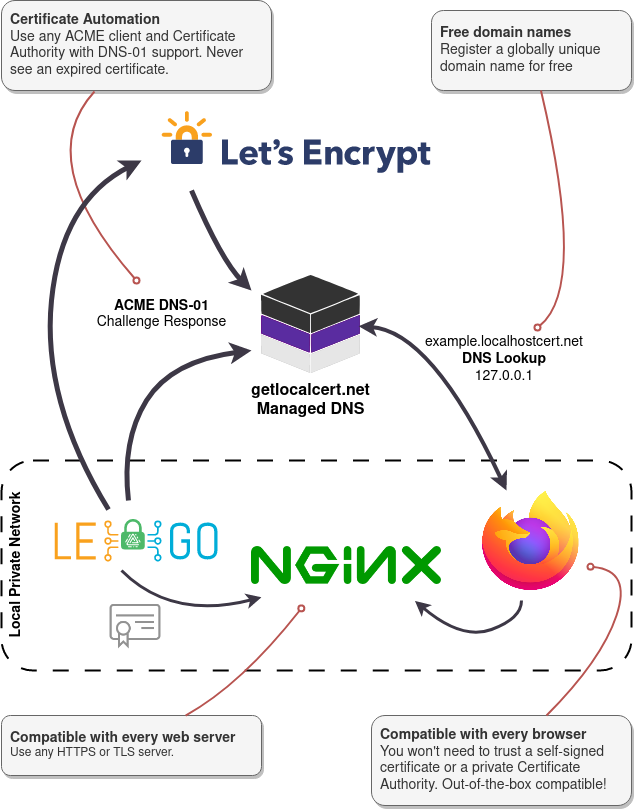 Certificate Automation
Use any ACME client and Certificate
Authority with DNS-01 support. Never
see an expired certificate.
Free domain names
Register a globally unique
domain name for free
Let's Encrypt
ACME DNS-01
Challenge Response
example.localhostcert.net
DNS Lookup
127.0.0.1
getlocalcert.net
Managed DNS
Local Private Network
LEGO
NGINX
Compatible with every web server
Use any HTTPS or TLS server.
Compatible with every browser
You won't need to trust a self-signed
certificate or a private Certificate
Authority. Out-of-the-box compatible!